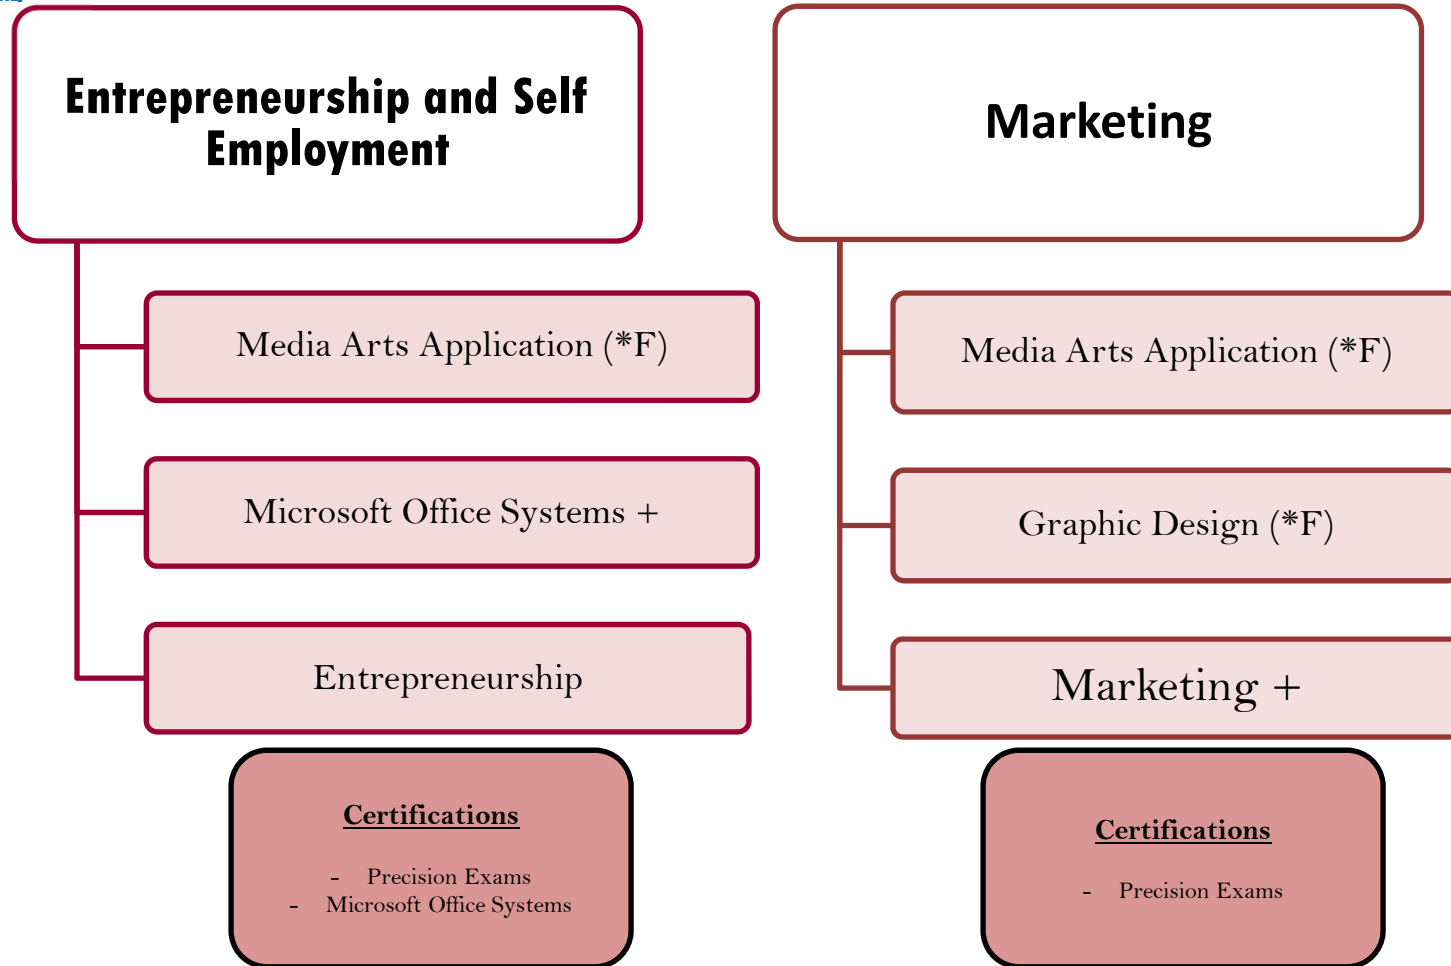 Entrepreneurship and Self
Employment
Media Arts Application (*F)
Microsoft Office Systems +
Entrepreneurship
Certifications
- Precision Exams
- Microsoft Office Systems
Marketing
Media Arts Application (*F)
Graphic Design (*F)
Marketing +
Certifications
- Precision Exams